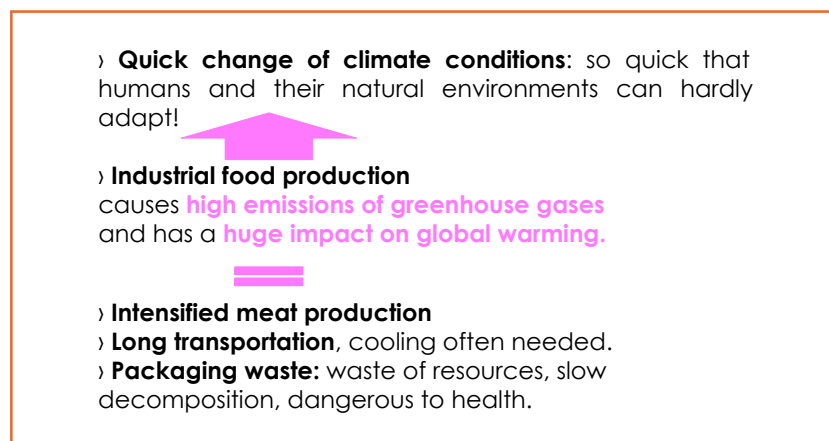 › Quick change of climate conditions: so quick that
humans and their natural environments can hardly
adapt!
› Industrial food production
causes high emissions of greenhouse gases
and has a huge impact on global warming.
› Intensified meat production
› Long transportation, cooling often needed.
› Packaging waste: waste of resources, slow
decomposition, dangerous to health.